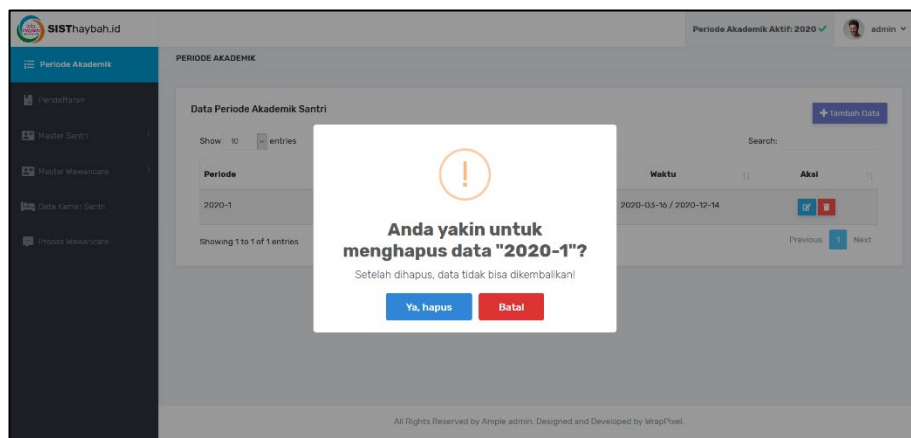 SISThaybah.id
Periode Akademik Aktif: 2020
admin
Periode Akademik
Pendaftaran
Master Santri
Master Wawancara
Data Kamar Santri
Proses Wawancara
PERIODE AKADEMIK
Data Periode Akademik Santri
Tambah Data
Show 10 entries
Search:
Periode
Waktu
Aksi
2020-1
2020-03-16 / 2020-12-14
Showing 1 to 1 of 1 entries
Previous 1 Next
!
Anda yakin untuk
menghapus data "2020-1"?
Setelah dihapus, data tidak bisa dikembalikan!
Ya, hapus
Batal
All Rights Reserved by Ample admin. Designed and Developed by WrapPixel.